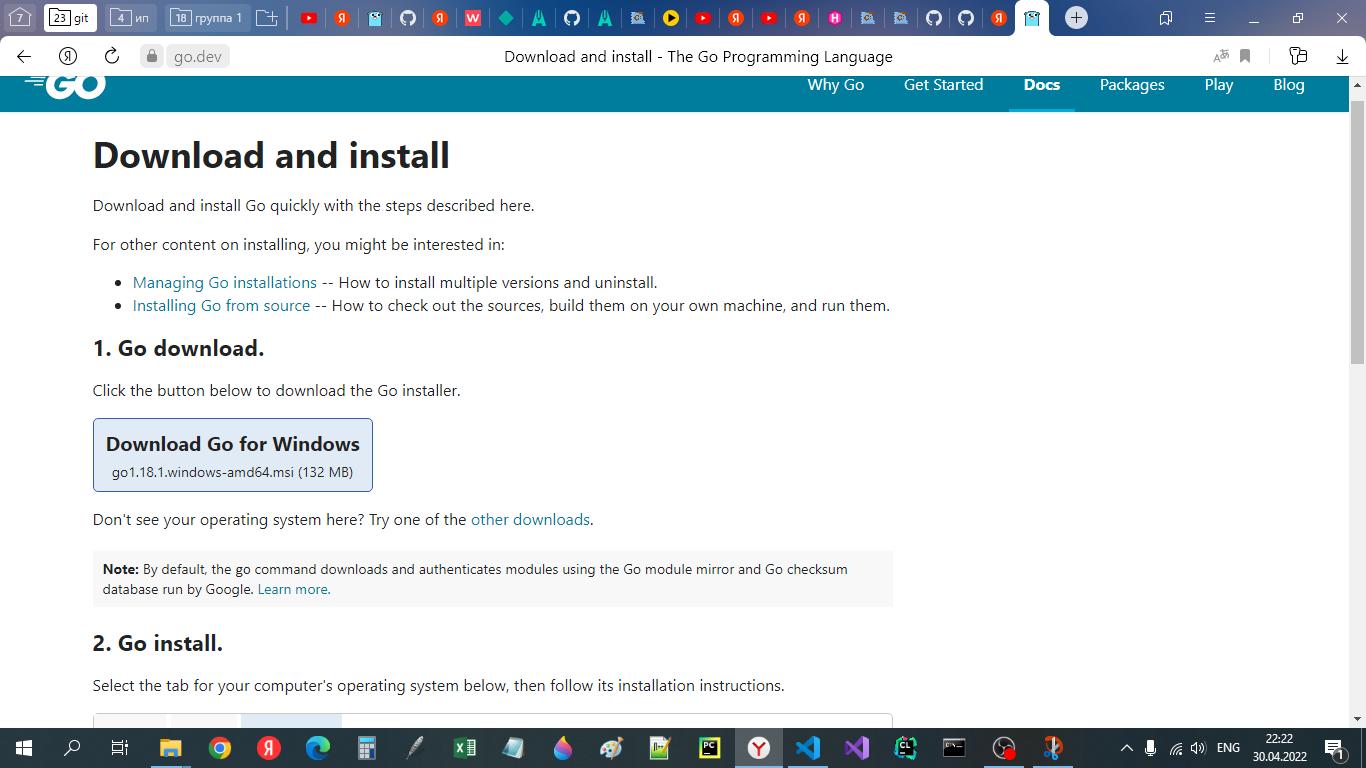 7
23 git
4 ип
18 группа 1
go.dev
Download and install - The Go Programming Language
GO
Why Go
Get Started
Docs
Packages
Play
Blog
Download and install
Download and install Go quickly with the steps described here.
For other content on installing, you might be interested in:
Managing Go installations -- How to install multiple versions and uninstall.
Installing Go from source -- How to check out the sources, build them on your own machine, and run them.
1. Go download.
Click the button below to download the Go installer.
Download Go for Windows
go1.18.1.windows-amd64.msi (132 MB)
Don't see your operating system here? Try one of the other downloads.
Note: By default, the go command downloads and authenticates modules using the Go module mirror and Go checksum
database run by Google. Learn more.
2. Go install.
Select the tab for your computer's operating system below, then follow its installation instructions.
ENG
22:22
30.04.2022
1